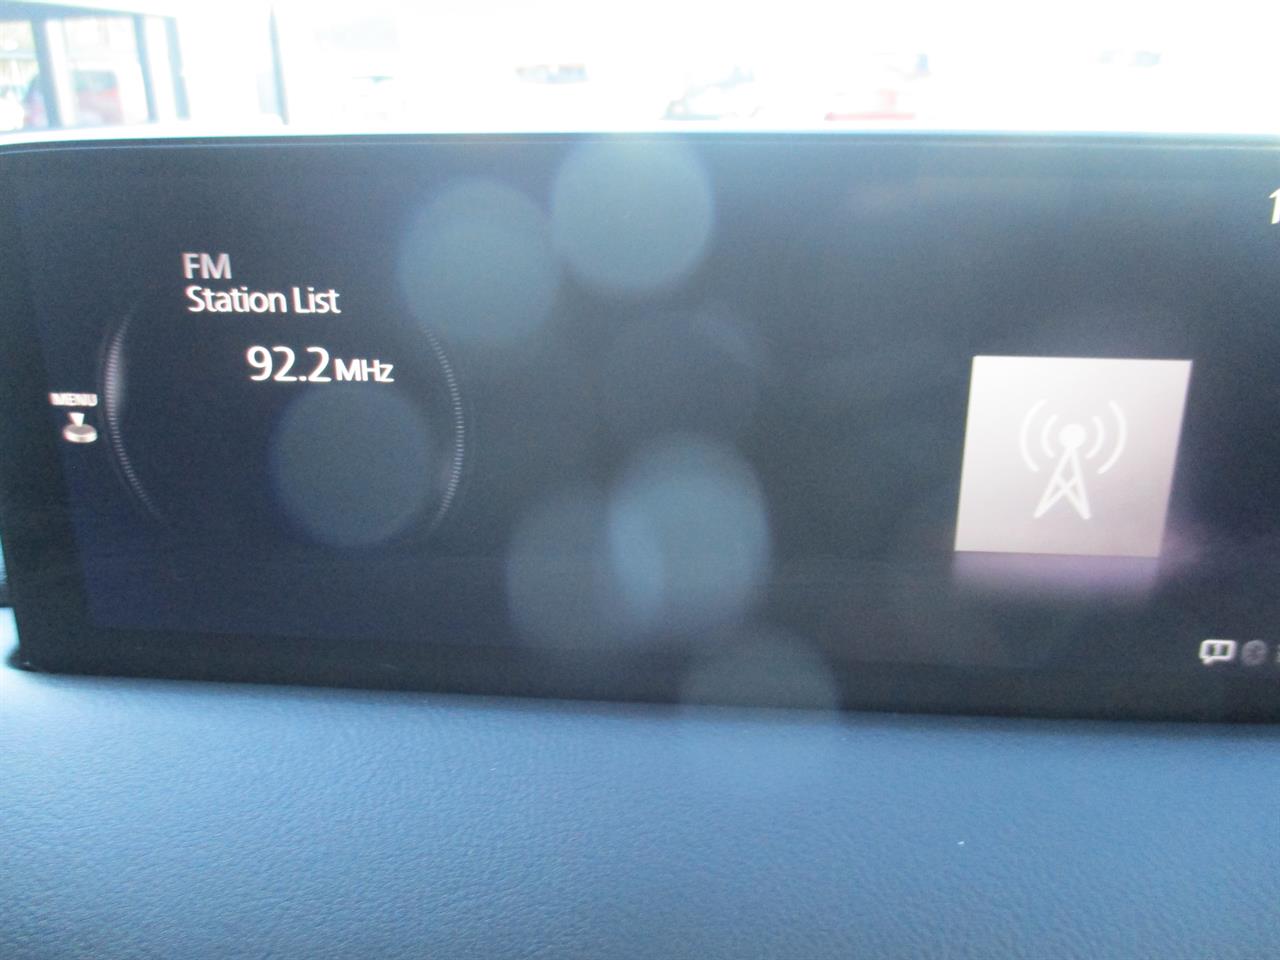 FM
Station List
92.2 MHz
MENU